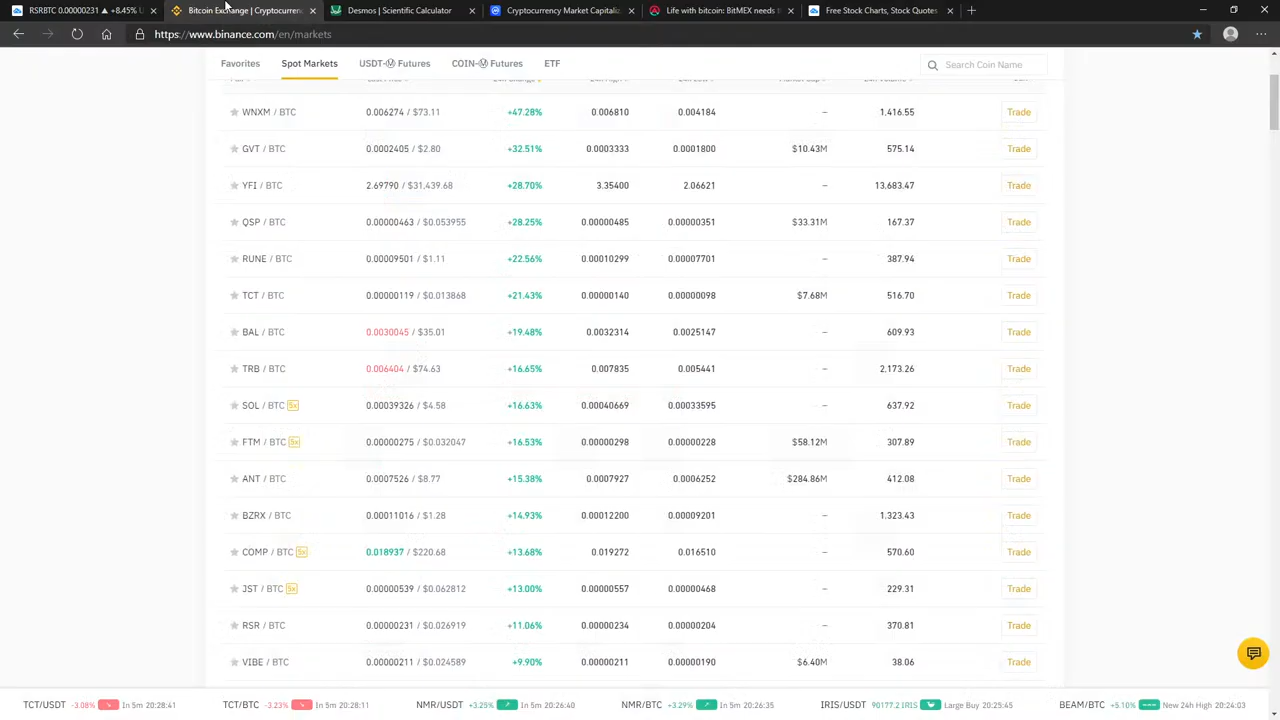 RSRBTC 0.00000231 ▲ +8.45% U
Bitcoin Exchange | Cryptocurren
Desmos | Scientific Calculator
Cryptocurrency Market Capitaliz
Life with bitcoin: BitMEX needs t
Free Stock Charts, Stock Quotes
https://www.binance.com/en/markets
Favorites Spot Markets USDT-Ⓜ Futures COIN-Ⓜ Futures ETF Search Coin Name
WNXM / BTC 0.006274 / $73.11 +47.28% 0.006810 0.004184 1,416.55 Trade
GVT / BTC 0.0002405 / $2.80 +32.51% 0.0003333 0.0001800 $10.43M 575.14 Trade
YFI / BTC 2.69790 / $31,439.68 +28.70% 3.35400 2.06621 – 13,683.47 Trade
QSP / BTC 0.00000463 / $0.053955 +28.25% 0.00000485 0.00000351 $33.31M 167.37 Trade
RUNE / BTC 0.00009501 / $1.11 +22.56% 0.00010299 0.00007701 – 387.94 Trade
TCT / BTC 0.00000119 / $0.013868 +21.43% 0.00000140 0.00000098 $7.68M 516.70 Trade
BAL / BTC 0.0030045 / $35.01 +19.48% 0.0032314 0.0025147 – 609.93 Trade
TRB / BTC 0.006404 / $74.63 +16.65% 0.007835 0.005441 – 2,173.26 Trade
SOL / BTC 5x 0.00039326 / $4.58 +16.63% 0.00040669 0.00033595 – 637.92 Trade
FTM / BTC 5x 0.00000275 / $0.032047 +16.53% 0.00000298 0.00000228 $58.12M 307.89 Trade
ANT / BTC 0.0007526 / $8.77 +15.38% 0.0007927 0.0006252 $284.86M 412.08 Trade
BZRX / BTC 0.00011016 / $1.28 +14.93% 0.00012200 0.00009201 – 1,323.43 Trade
COMP / BTC 5x 0.018937 / $220.68 +13.68% 0.019272 0.016510 – 570.60 Trade
JST / BTC 5x 0.00000539 / $0.062812 +13.00% 0.00000557 0.00000468 – 229.31 Trade
RSR / BTC 0.00000231 / $0.026919 +11.06% 0.00000234 0.00000204 – 370.81 Trade
VIBE / BTC 0.00000211 / $0.024589 +9.90% 0.00000211 0.00000190 $6.40M 38.06 Trade
TCT/USDT -3.08% In 5m 20:28:41 TCT/BTC -3.23% In 5m 20:28:11 NMR/USDT +3.25% In 5m 20:26:40 NMR/BTC +3.29% In 5m 20:26:35 IRIS/USDT 90177.2 IRIS Large Buy 20:25:45 BEAM/BTC +5.10% New 24h High 20:24:03